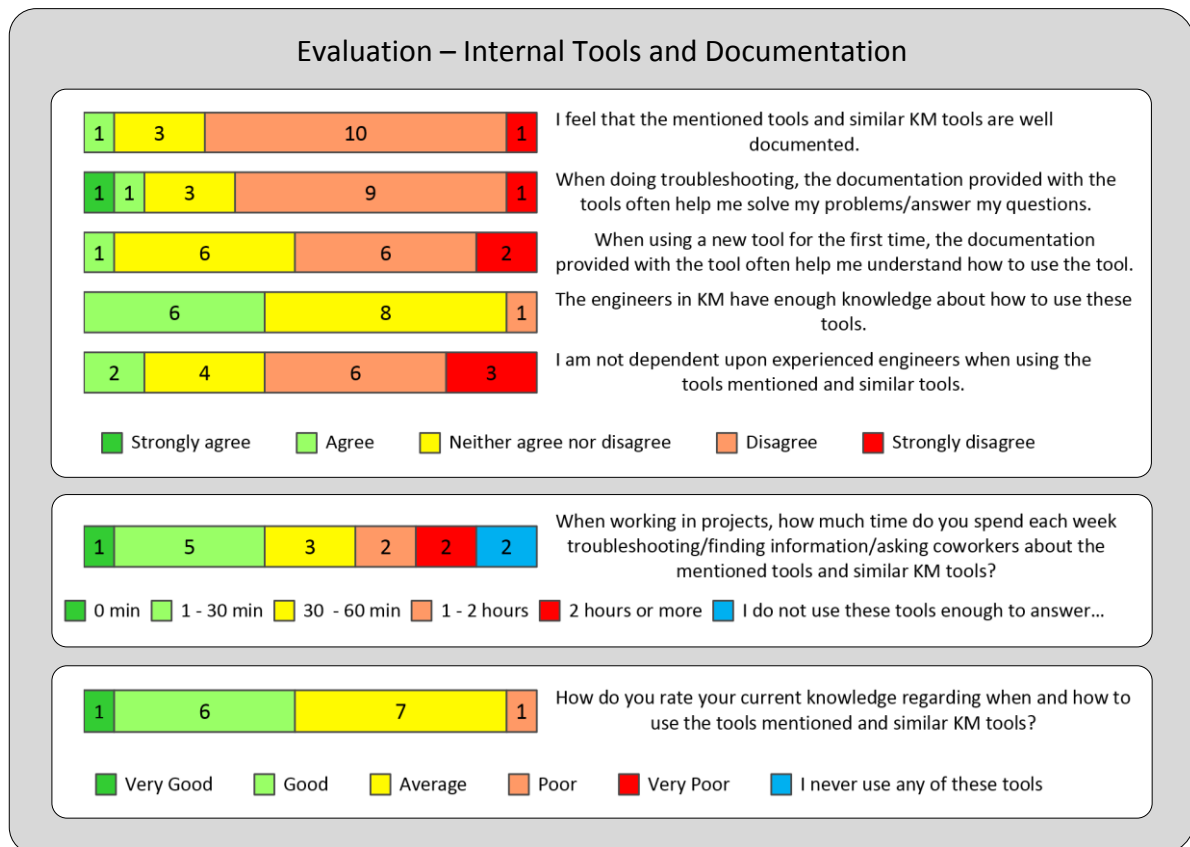 Evaluation – Internal Tools and Documentation
1 3 10 1
I feel that the mentioned tools and similar KM tools are well
documented.
1 1 3 9 1
When doing troubleshooting, the documentation provided with the
tools often help me solve my problems/answer my questions.
1 6 6 2
When using a new tool for the first time, the documentation
provided with the tool often help me understand how to use the tool.
6 8 1
The engineers in KM have enough knowledge about how to use these
tools.
2 4 6 3
I am not dependent upon experienced engineers when using the
tools mentioned and similar tools.
Strongly agree Agree Neither agree nor disagree Disagree Strongly disagree
1 5 3 2 2 2
When working in projects, how much time do you spend each week
troubleshooting/finding information/asking coworkers about the
mentioned tools and similar KM tools?
0 min 1 - 30 min 30 - 60 min 1 - 2 hours 2 hours or more I do not use these tools enough to answer...
1 6 7 1
How do you rate your current knowledge regarding when and how to
use the tools mentioned and similar KM tools?
Very Good Good Average Poor Very Poor I never use any of these tools